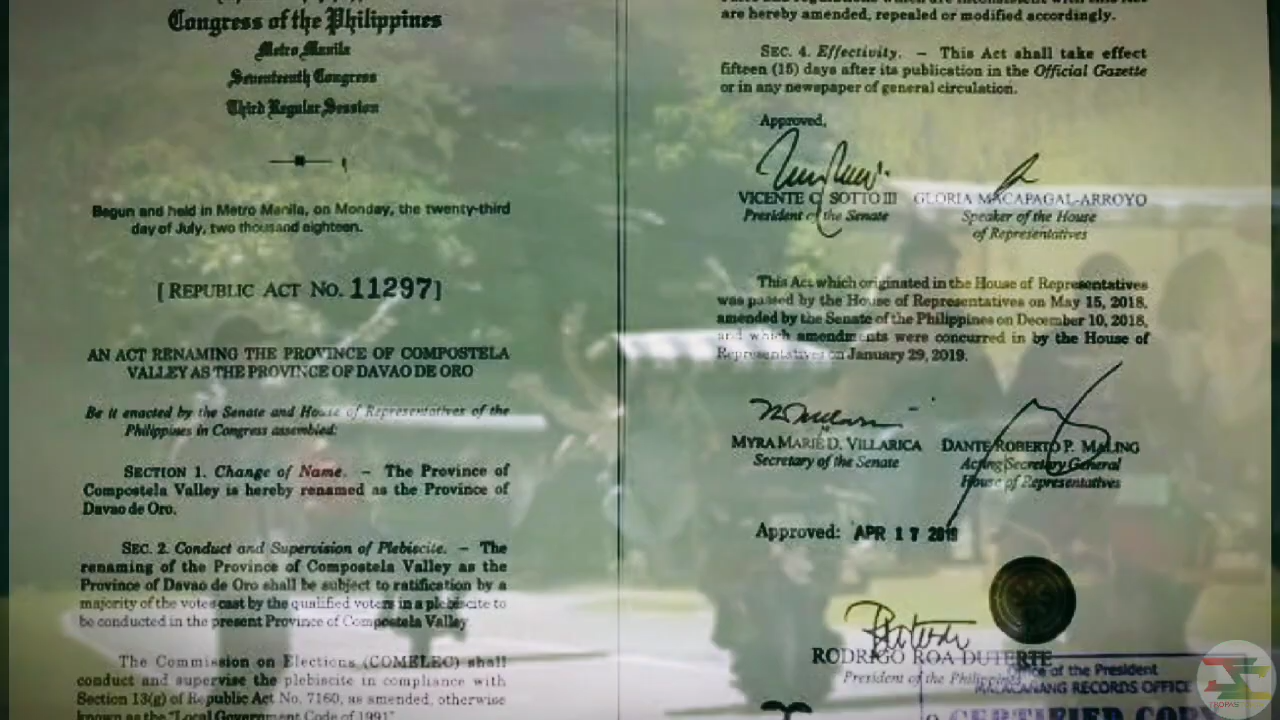 Congress of the Philippines
Metro Manila
Seventeenth Congress
Third Regular Session
Begun and held in Metro Manila, on Monday, the twenty-third
day of July, two thousand eighteen.
[ REPUBLIC ACT NO. 11297]
AN ACT RENAMING THE PROVINCE OF COMPOSTELA
VALLEY AS THE PROVINCE OF DAVAO DE ORO
Be it enacted by the Senate and House of Representatives of the
Philippines in Congress assembled:
SECTION 1. Change of Name. – The Province of
Compostela Valley is hereby renamed as the Province of
Davao de Oro.
SEC. 2. Conduct and Supervision of Plebiscite. – The
renaming of the Province of Compostela Valley as the
Province of Davao de Oro shall be subject to ratification by a
majority of the votes cast by the qualified voters in a plebiscite to
be conducted in the present Province of Compostela Valley
The Commission on Elections (COMELEC) shall
conduct and supervise the plebiscite in compliance with
Section 13(g) of Republic Act No. 7160, as amended, otherwise
known as the "Local Government Code of 1991"
are hereby amended, repealed or modified accordingly.
SEC. 4. Effectivity. – This Act shall take effect
fifteen (15) days after its publication in the Official Gazette
or in any newspaper of general circulation.
Approved,
VICENTE C. SOTTO III
President of the Senate
GLORIA MACAPAGAL-ARROYO
Speaker of the House
of Representatives
This Act which originated in the House of Representatives
was passed by the House of Representatives on May 15, 2018,
amended by the Senate of the Philippines on December 10, 2018,
and which amendments were concurred in by the House of
Representatives on January 29, 2019.
MYRA MARIE D. VILLARICA
Secretary of the Senate
DANTE ROBERTO P. MALING
Acting Secretary General
House of Representatives
Approved: APR 17 2019
RODRIGO ROA DUTERTE
President of the Philippines
Office of the President
MALACAÑANG RECORDS OFFICE
CERTIFIED COPY